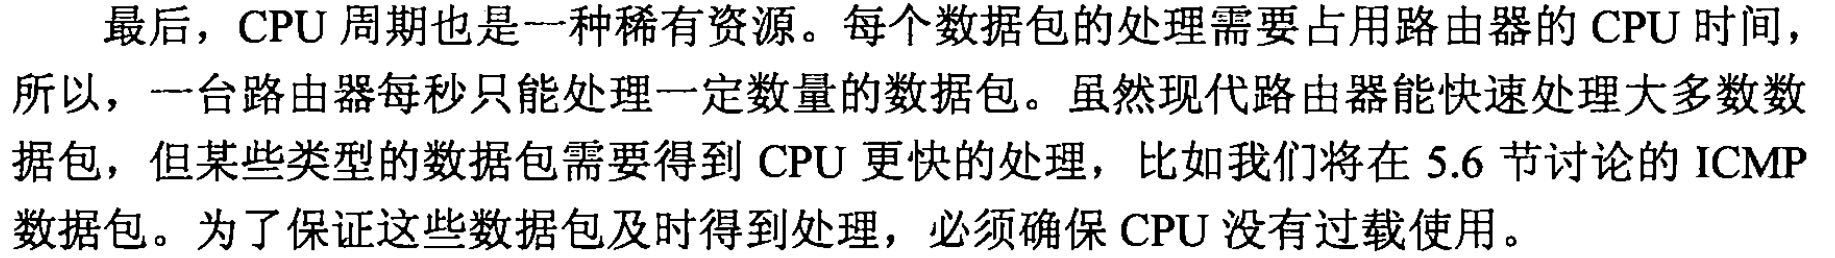 最后，CPU 周期也是一种稀有资源。每个数据包的处理需要占用路由器的 CPU 时间，
所以，一台路由器每秒只能处理一定数量的数据包。虽然现代路由器能快速处理大多数数
据包，但某些类型的数据包需要得到 CPU 更快的处理，比如我们将在 5.6 节讨论的 ICMP
数据包。为了保证这些数据包及时得到处理，必须确保 CPU 没有过载使用。